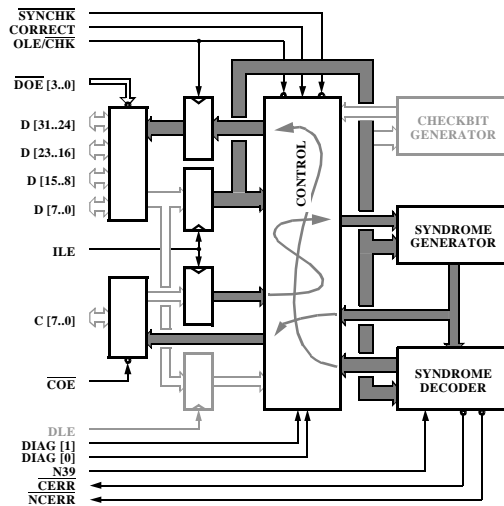 SYNCHK
CORRECT
OLE/CHK
DOE [3..0]
D [31..24]
D [23..16]
D [15..8]
D [7..0]
ILE
C [7..0]
COE
DLE
DIAG [1]
DIAG [0]
N39
CERR
NCERR
CONTROL
CHECKBIT
GENERATOR
SYNDROME
GENERATOR
SYNDROME
DECODER